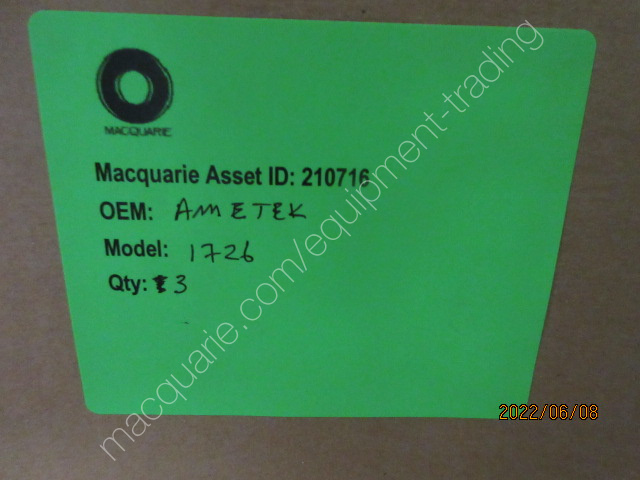 MACQUARIE
Macquarie Asset ID: 210716
OEM: AMETEK
Model: 1726
Qty: 3
macquarie.com/equipment-trading
2022/06/08